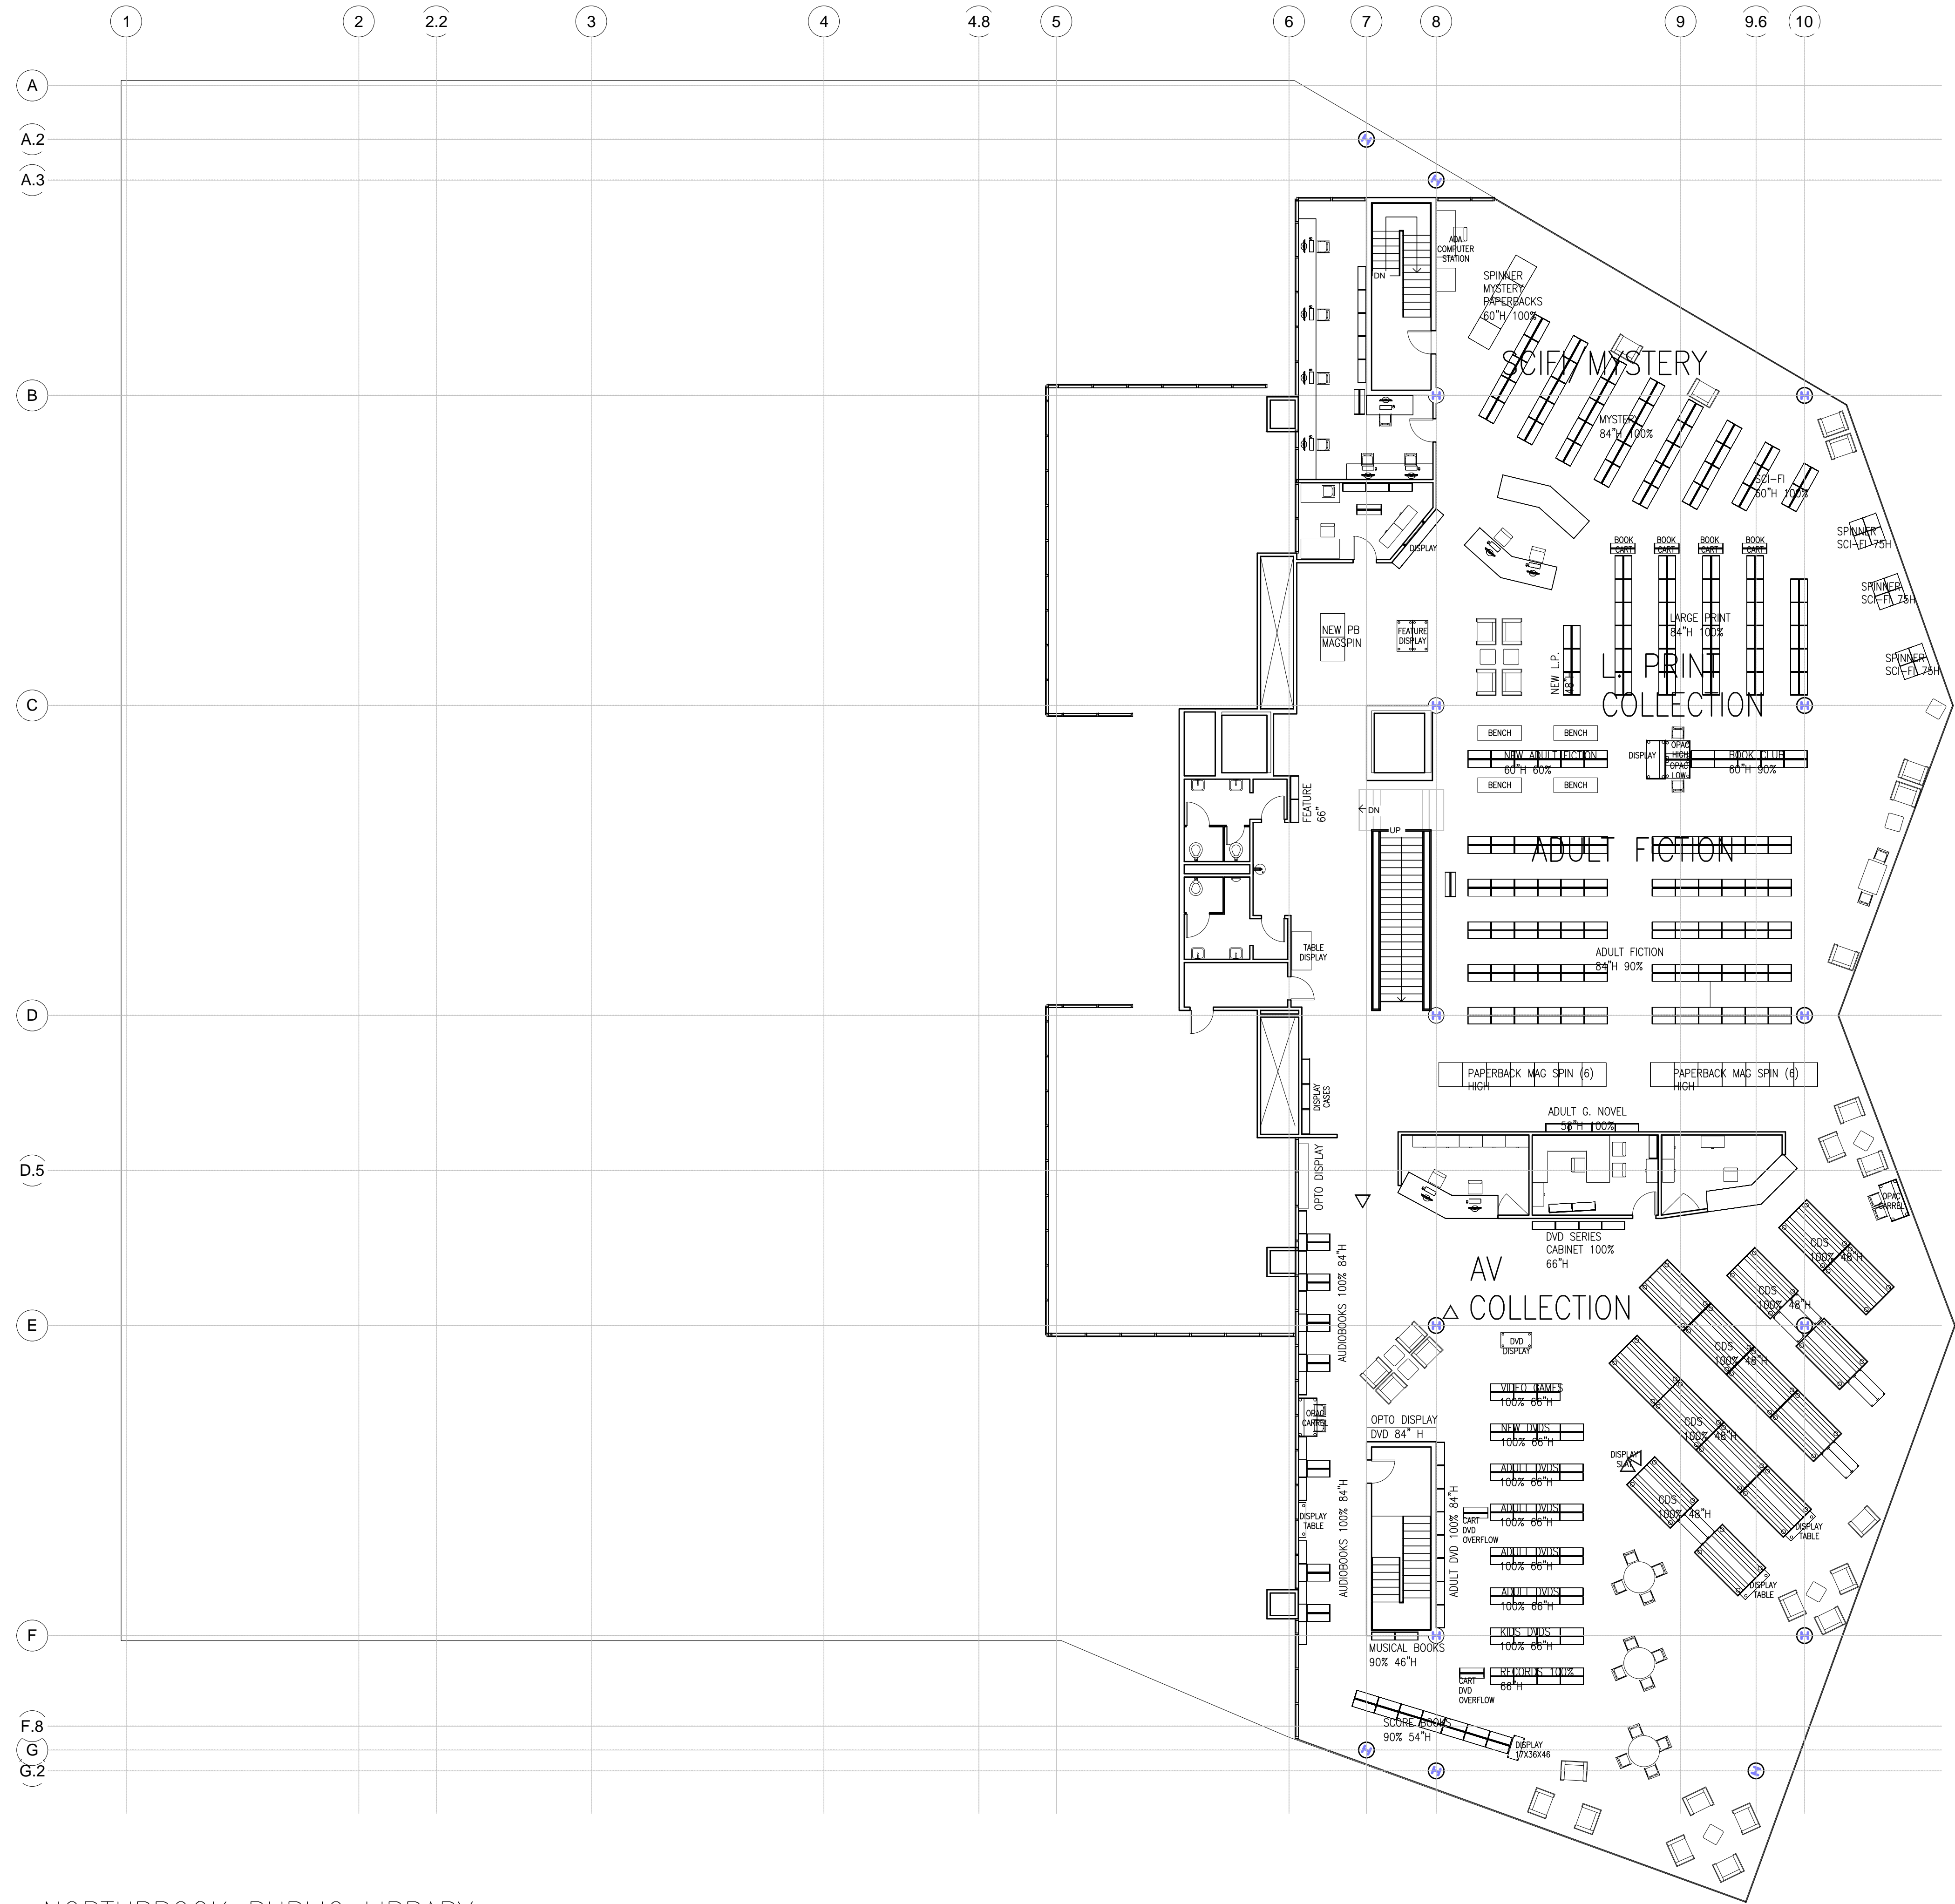 1 2 2.2 3 4 4.8 5 6 7 8 9 9.6 10
A
A.2
A.3
B
C
D
D.5
E
F
F.8
G
G.2
DN
ADA
COMPUTER
STATION
SPINNER
MYSTERY
PAPERBACKS
60"H 100%
SCIFI/MYSTERY
MYSTERY
84"H 100%
SCI-FI
60"H 100%
DISPLAY
BOOK
CART
BOOK
CART
BOOK
CART
BOOK
CART
SPINNER
SCI-FI 75H
SPINNER
SCI-FI 75H
SPINNER
SCI-FI 75H
NEW PB
MAGSPIN
FEATURE
DISPLAY
NEW L.P.
48"H
LARGE PRINT
84"H 100%
L. PRINT
COLLECTION
BENCH
BENCH
NEW ADULT FICTION
60"H 60%
BENCH
BENCH
DISPLAY
OPAC
HIGH
OPAC
LOW
BOOK CLUB
60"H 90%
FEATURE
66"
DN
UP
ADULT FICTION
ADULT FICTION
84"H 90%
TABLE
DISPLAY
DISPLAY
CASES
PAPERBACK MAG SPIN (6)
HIGH
PAPERBACK MAG SPIN (6)
HIGH
ADULT G. NOVEL
58"H 100%
OPTO DISPLAY
OPAC
CARREL
DVD SERIES
CABINET 100%
66"H
AV
COLLECTION
CDS
100% 48"H
CDS
100% 48"H
CDS
100% 48"H
CDS
100% 48"H
CDS
100% 48"H
AUDIOBOOKS 100% 84"H
DVD
DISPLAY
OPAC
CARREL
VIDEO GAMES
100% 66"H
OPTO DISPLAY
DVD 84" H
NEW DVDS
100% 66"H
ADULT DVDS
100% 66"H
DISPLAY
SLAT
ADULT DVDS
100% 66"H
DISPLAY
TABLE
AUDIOBOOKS 100% 84"H
ADULT DVD 100% 84"H
CART
DVD
OVERFLOW
DISPLAY
TABLE
ADULT DVDS
100% 66"H
ADULT DVDS
100% 66"H
DISPLAY
TABLE
KIDS DVDS
100% 66"H
MUSICAL BOOKS
90% 46"H
RECORDS 100%
66"H
CART
DVD
OVERFLOW
SCORE BOOKS
90% 54"H
DISPLAY
17X36X46
NORTHBROOK PUBLIC LIBRARY